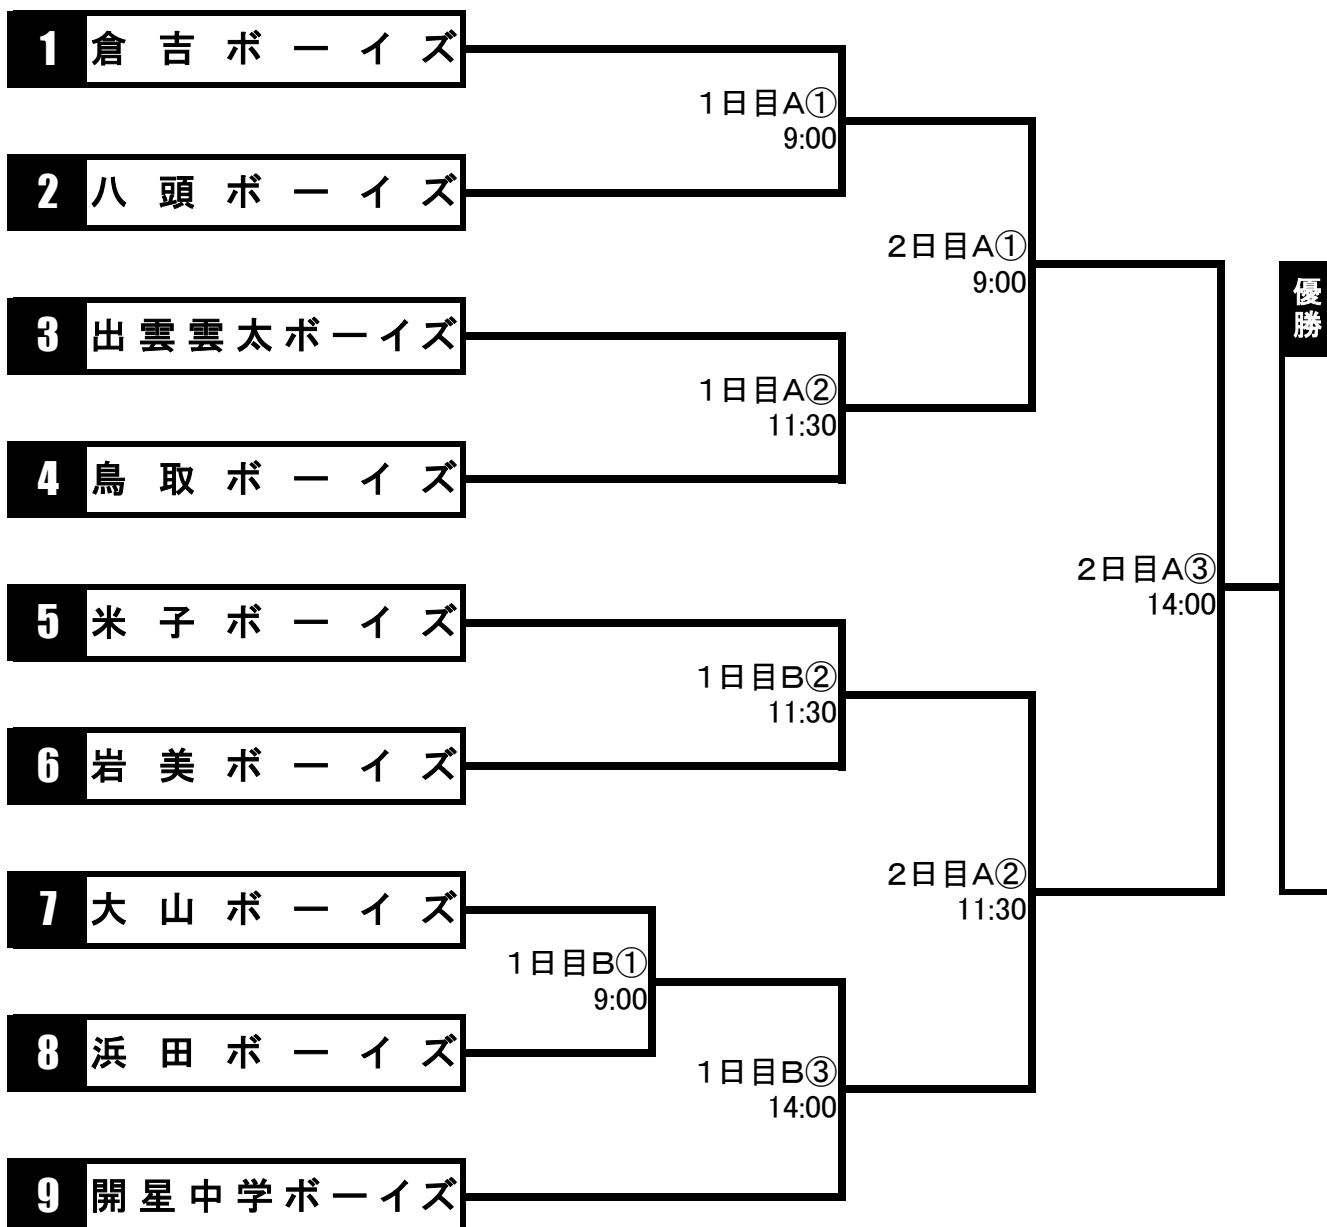 1 倉吉ボーイズ
1日目A①
9:00
2 八頭ボーイズ
2日目A①
9:00
優勝
3 出雲雲太ボーイズ
1日目A②
11:30
4 鳥取ボーイズ
2日目A③
14:00
5 米子ボーイズ
1日目B②
11:30
6 岩美ボーイズ
2日目A②
11:30
7 大山ボーイズ
1日目B①
9:00
8 浜田ボーイズ
1日目B③
14:00
9 開星中学ボーイズ